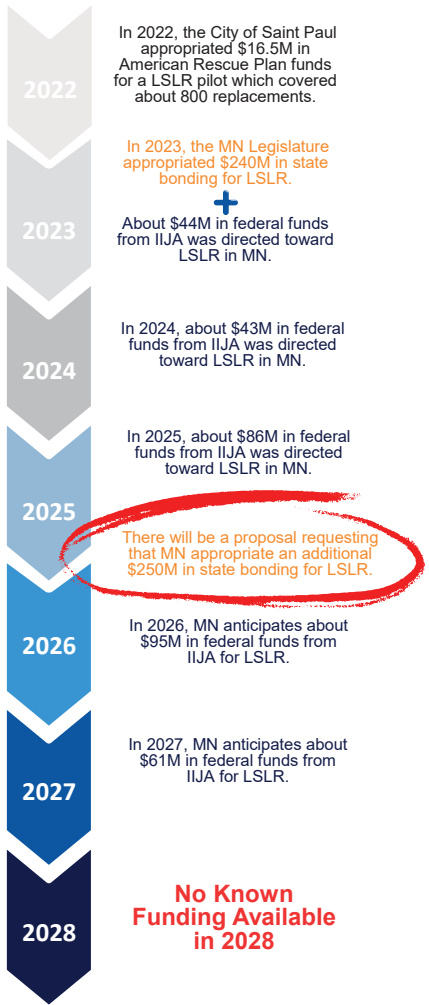 2022
In 2022, the City of Saint Paul
appropriated $16.5M in
American Rescue Plan funds
for a LSLR pilot which covered
about 800 replacements.
2023
In 2023, the MN Legislature
appropriated $240M in state
bonding for LSLR.
+
About $44M in federal funds
from IIJA was directed toward
LSLR in MN.
2024
In 2024, about $43M in federal
funds from IIJA was directed
toward LSLR in MN.
2025
In 2025, about $86M in federal
funds from IIJA was directed
toward LSLR in MN.
There will be a proposal requesting
that MN appropriate an additional
$250M in state bonding for LSLR.
2026
In 2026, MN anticipates about
$95M in federal funds from
IIJA for LSLR.
2027
In 2027, MN anticipates about
$61M in federal funds from
IIJA for LSLR.
2028
No Known
Funding Available
in 2028